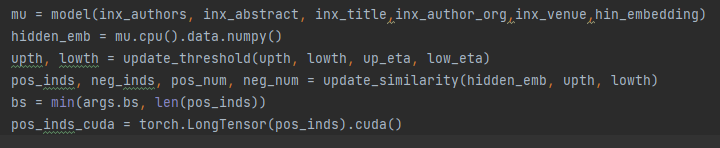 mu = model(inx_authors, inx_abstract, inx_title,inx_author_org,inx_venue,hin_embedding)
hidden_emb = mu.cpu().data.numpy()
upth, lowth = update_threshold(upth, lowth, up_eta, low_eta)
pos_inds, neg_inds, pos_num, neg_num = update_similarity(hidden_emb, upth, lowth)
bs = min(args.bs, len(pos_inds))
pos_inds_cuda = torch.LongTensor(pos_inds).cuda()